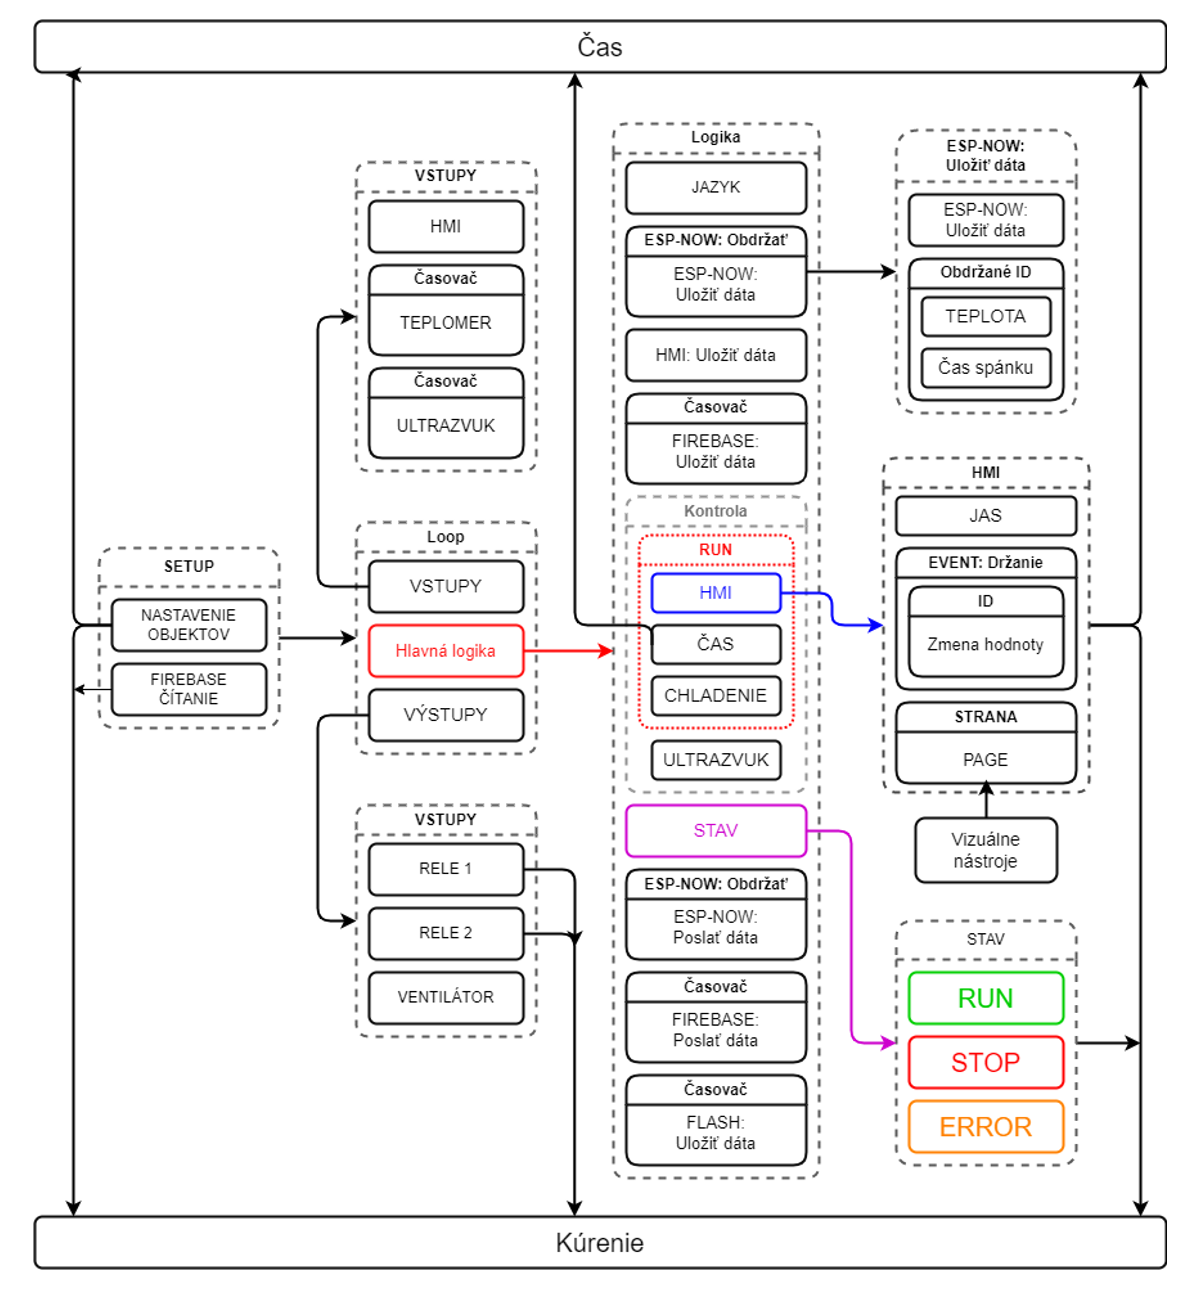 Čas
SETUP
NASTAVENIE
OBJEKTOV
FIREBASE
ČÍTANIE
VSTUPY
HMI
Časovač
TEPLOMER
Časovač
ULTRAZVUK
Loop
VSTUPY
Hlavná logika
VÝSTUPY
VSTUPY
RELE 1
RELE 2
VENTILÁTOR
Logika
JAZYK
ESP-NOW: Obdržať
ESP-NOW:
Uložiť dáta
HMI: Uložiť dáta
Časovač
FIREBASE:
Uložiť dáta
Kontrola
RUN
HMI
ČAS
CHLADENIE
ULTRAZVUK
STAV
ESP-NOW: Obdržať
ESP-NOW:
Poslať dáta
Časovač
FIREBASE:
Poslať dáta
Časovač
FLASH:
Uložiť dáta
ESP-NOW:
Uložiť dáta
ESP-NOW:
Uložiť dáta
Obdržané ID
TEPLOTA
Čas spánku
HMI
JAS
EVENT: Držanie
ID
Zmena hodnoty
STRANA
PAGE
Vizuálne
nástroje
STAV
RUN
STOP
ERROR
Kúrenie